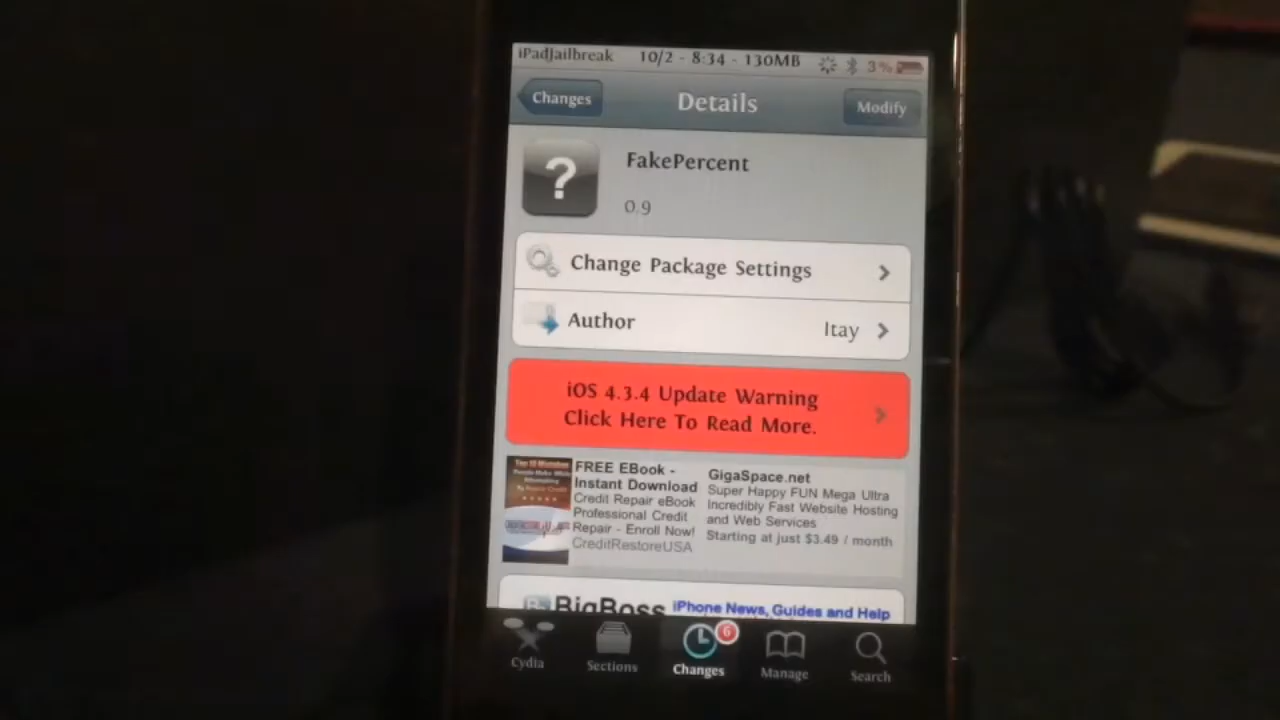 iPadJailbreak 10/2 - 8:34 - 130MB 3%
Changes Details Modify
?
FakePercent
0.9
Change Package Settings
Author Itay
iOS 4.3.4 Update Warning
Click Here To Read More.
FREE EBook -
Instant Download
Credit Repair eBook
Professional Credit
Repair - Enroll Now!
CreditRestoreUSA
GigaSpace.net
Super Happy FUN Mega Ultra
Incredibly Fast Website Hosting
and Web Services
Starting at just $3.49 / month
BigBoss iPhone News, Guides and Help
6
Cydia Sections Changes Manage Search